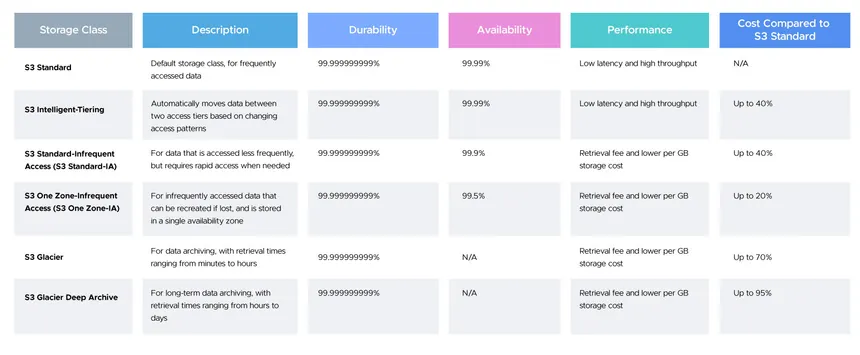 Storage Class
Description
Durability
Availability
Performance
Cost Compared to
S3 Standard
S3 Standard
Default storage class, for frequently
accessed data
99.999999999%
99.99%
Low latency and high throughput
N/A
S3 Intelligent-Tiering
Automatically moves data between
two access tiers based on changing
access patterns
99.999999999%
99.99%
Low latency and high throughput
Up to 40%
S3 Standard-Infrequent
Access (S3 Standard-IA)
For data that is accessed less frequently,
but requires rapid access when needed
99.999999999%
99.9%
Retrieval fee and lower per GB
storage cost
Up to 40%
S3 One Zone-Infrequent
Access (S3 One Zone-IA)
For infrequently accessed data that
can be recreated if lost, and is stored
in a single availability zone
99.999999999%
99.5%
Retrieval fee and lower per GB
storage cost
Up to 20%
S3 Glacier
For data archiving, with retrieval times
ranging from minutes to hours
99.999999999%
N/A
Retrieval fee and lower per GB
storage cost
Up to 70%
S3 Glacier Deep Archive
For long-term data archiving, with
retrieval times ranging from hours to
days
99.999999999%
N/A
Retrieval fee and lower per GB
storage cost
Up to 95%